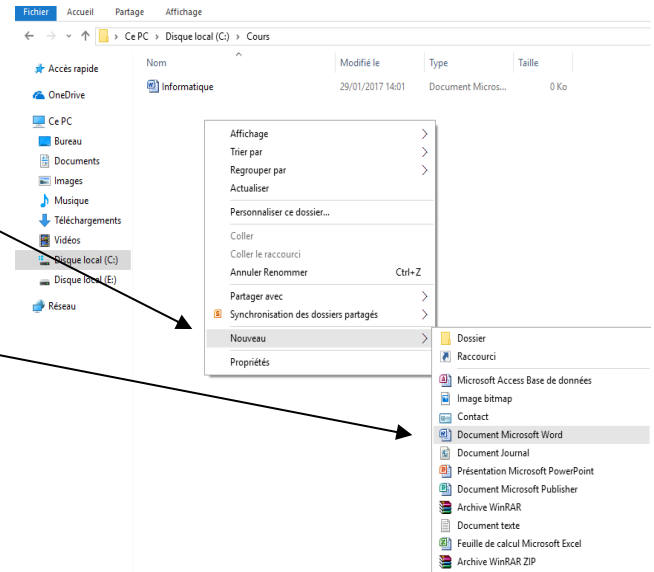 Fichier Accueil Partage Affichage
Ce PC > Disque local (C:) > Cours
Nom Modifié le Type Taille
Informatique 29/01/2017 14:01 Document Micros... 0 Ko
Accès rapide
OneDrive
Ce PC
Bureau
Documents
Images
Musique
Téléchargements
Vidéos
Disque local (C:)
Disque local (E:)
Réseau
Affichage
Trier par
Regrouper par
Actualiser
Personnaliser ce dossier...
Coller
Coller le raccourci
Annuler Renommer Ctrl+Z
Partager avec
Synchronisation des dossiers partagés
Nouveau
Propriétés
Dossier
Raccourci
Microsoft Access Base de données
Image bitmap
Contact
Document Microsoft Word
Document Journal
Présentation Microsoft PowerPoint
Document Microsoft Publisher
Archive WinRAR
Document texte
Feuille de calcul Microsoft Excel
Archive WinRAR ZIP